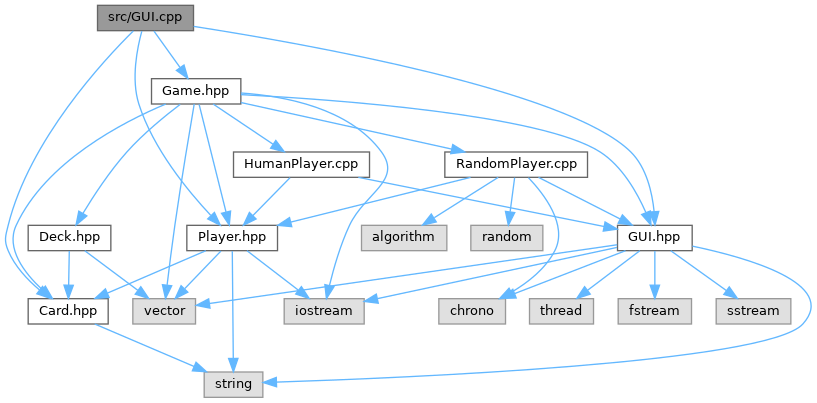 src/GUI.cpp
Game.hpp
HumanPlayer.cpp
RandomPlayer.cpp
Deck.hpp
Player.hpp
algorithm
random
GUI.hpp
Card.hpp
vector
iostream
chrono
thread
fstream
sstream
string